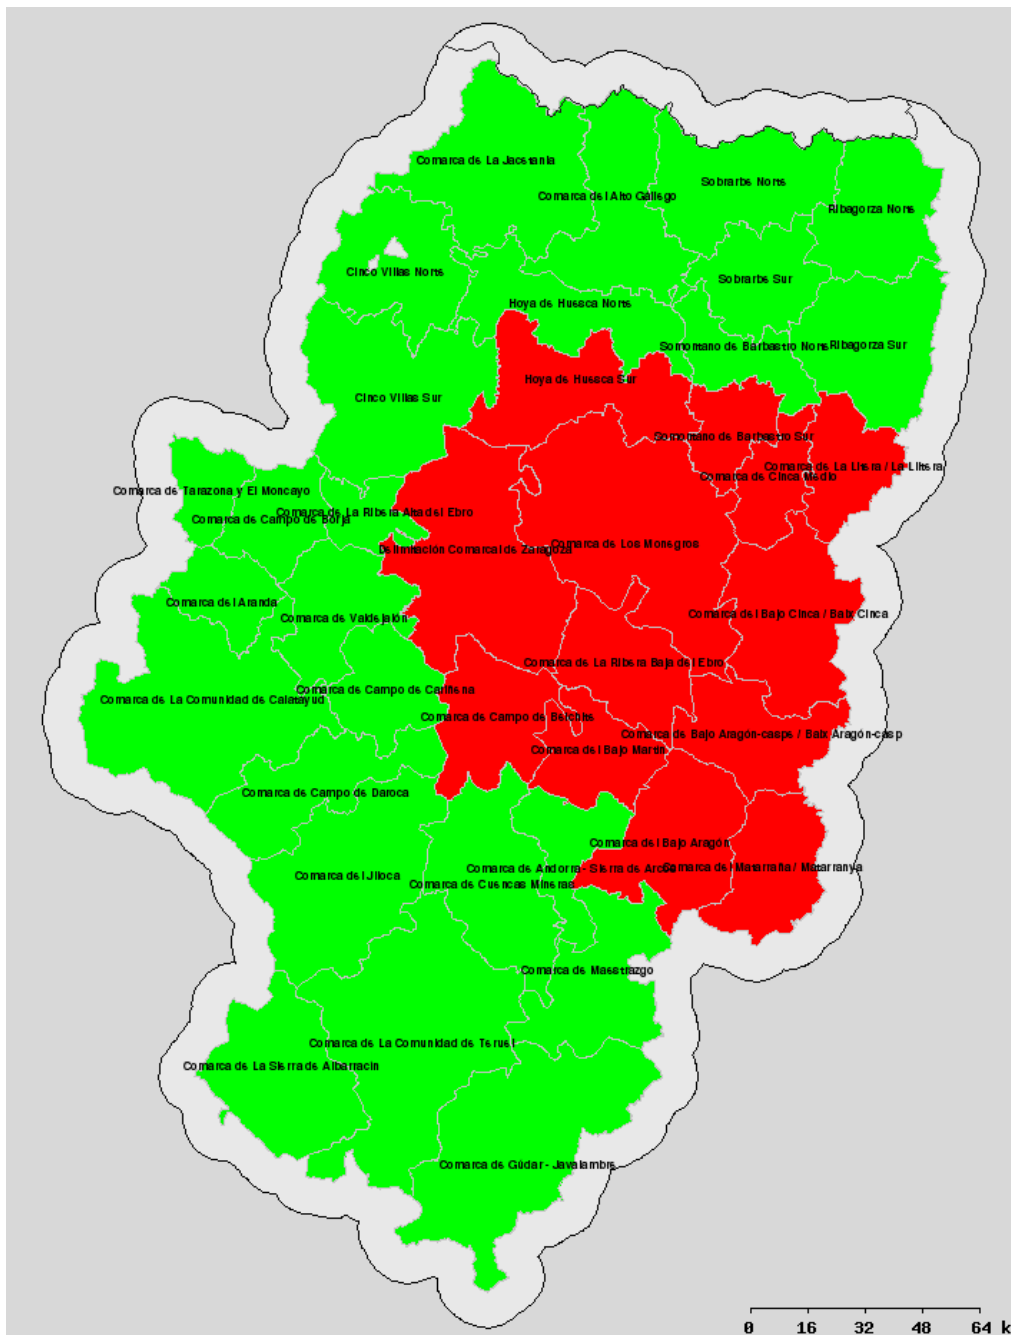 Comarca de La Jacetania
Sobrarbe Norte
Comarca del Alto Gállego
Ribagorza Norte
Cinco Villas Norte
Sobrarbe Sur
Hoya de Huesca Norte
Somontano de Barbastro Norte
Ribagorza Sur
Hoya de Huesca Sur
Cinco Villas Sur
Somontano de Barbastro Sur
Comarca de La Litera / La Llitera
Comarca de Cinca Medio
Comarca de Tarazona y El Moncayo
Comarca de La Ribera Alta del Ebro
Comarca de Campo de Borja
Comarca de Los Monegros
Delimitación Comarcal de Zaragoza
Comarca del Aranda
Comarca del Bajo Cinca / Baix Cinca
Comarca de Valdejalón
Comarca de La Ribera Baja del Ebro
Comarca de Campo de Cariñena
Comarca de La Comunidad de Calatayud
Comarca de Campo de Belchite
Comarca de Bajo Aragón-caspe / Baix Aragón-casp
Comarca del Bajo Martín
Comarca de Campo de Daroca
Comarca del Bajo Aragón
Comarca de Andorra - Sierra de Arcos
Comarca del Matarraña / Matarranya
Comarca del Jiloca
Comarca de Cuencas Mineras
Comarca de Maestrazgo
Comarca de La Comunidad de Teruel
Comarca de La Sierra de Albarracín
Comarca de Gúdar - Javalambre
0 16 32 48 64 k